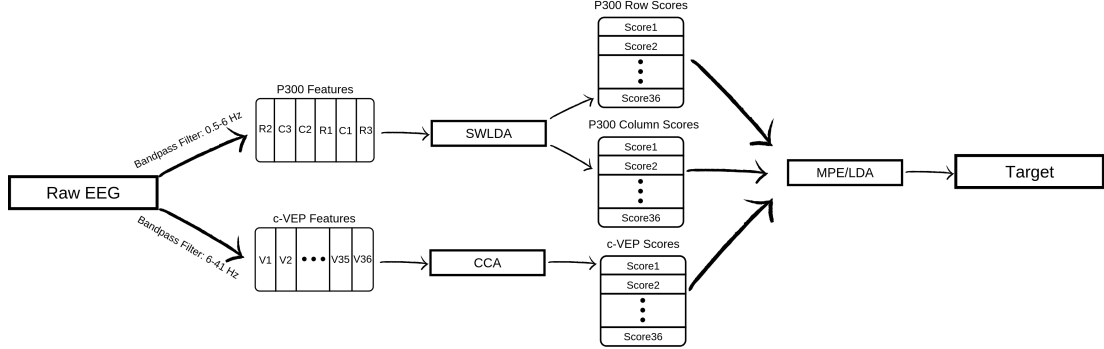 P300 Row Scores
Score1
Score2
Score36
P300 Features
Bandpass Filter: 0.5-6 Hz
R2 C3 C2 R1 C1 R3
SWLDA
P300 Column Scores
Score1
Score2
Score36
Raw EEG
MPE/LDA
Target
Bandpass Filter: 6-41 Hz
c-VEP Features
V1 V2 V35 V36
CCA
c-VEP Scores
Score1
Score2
Score36